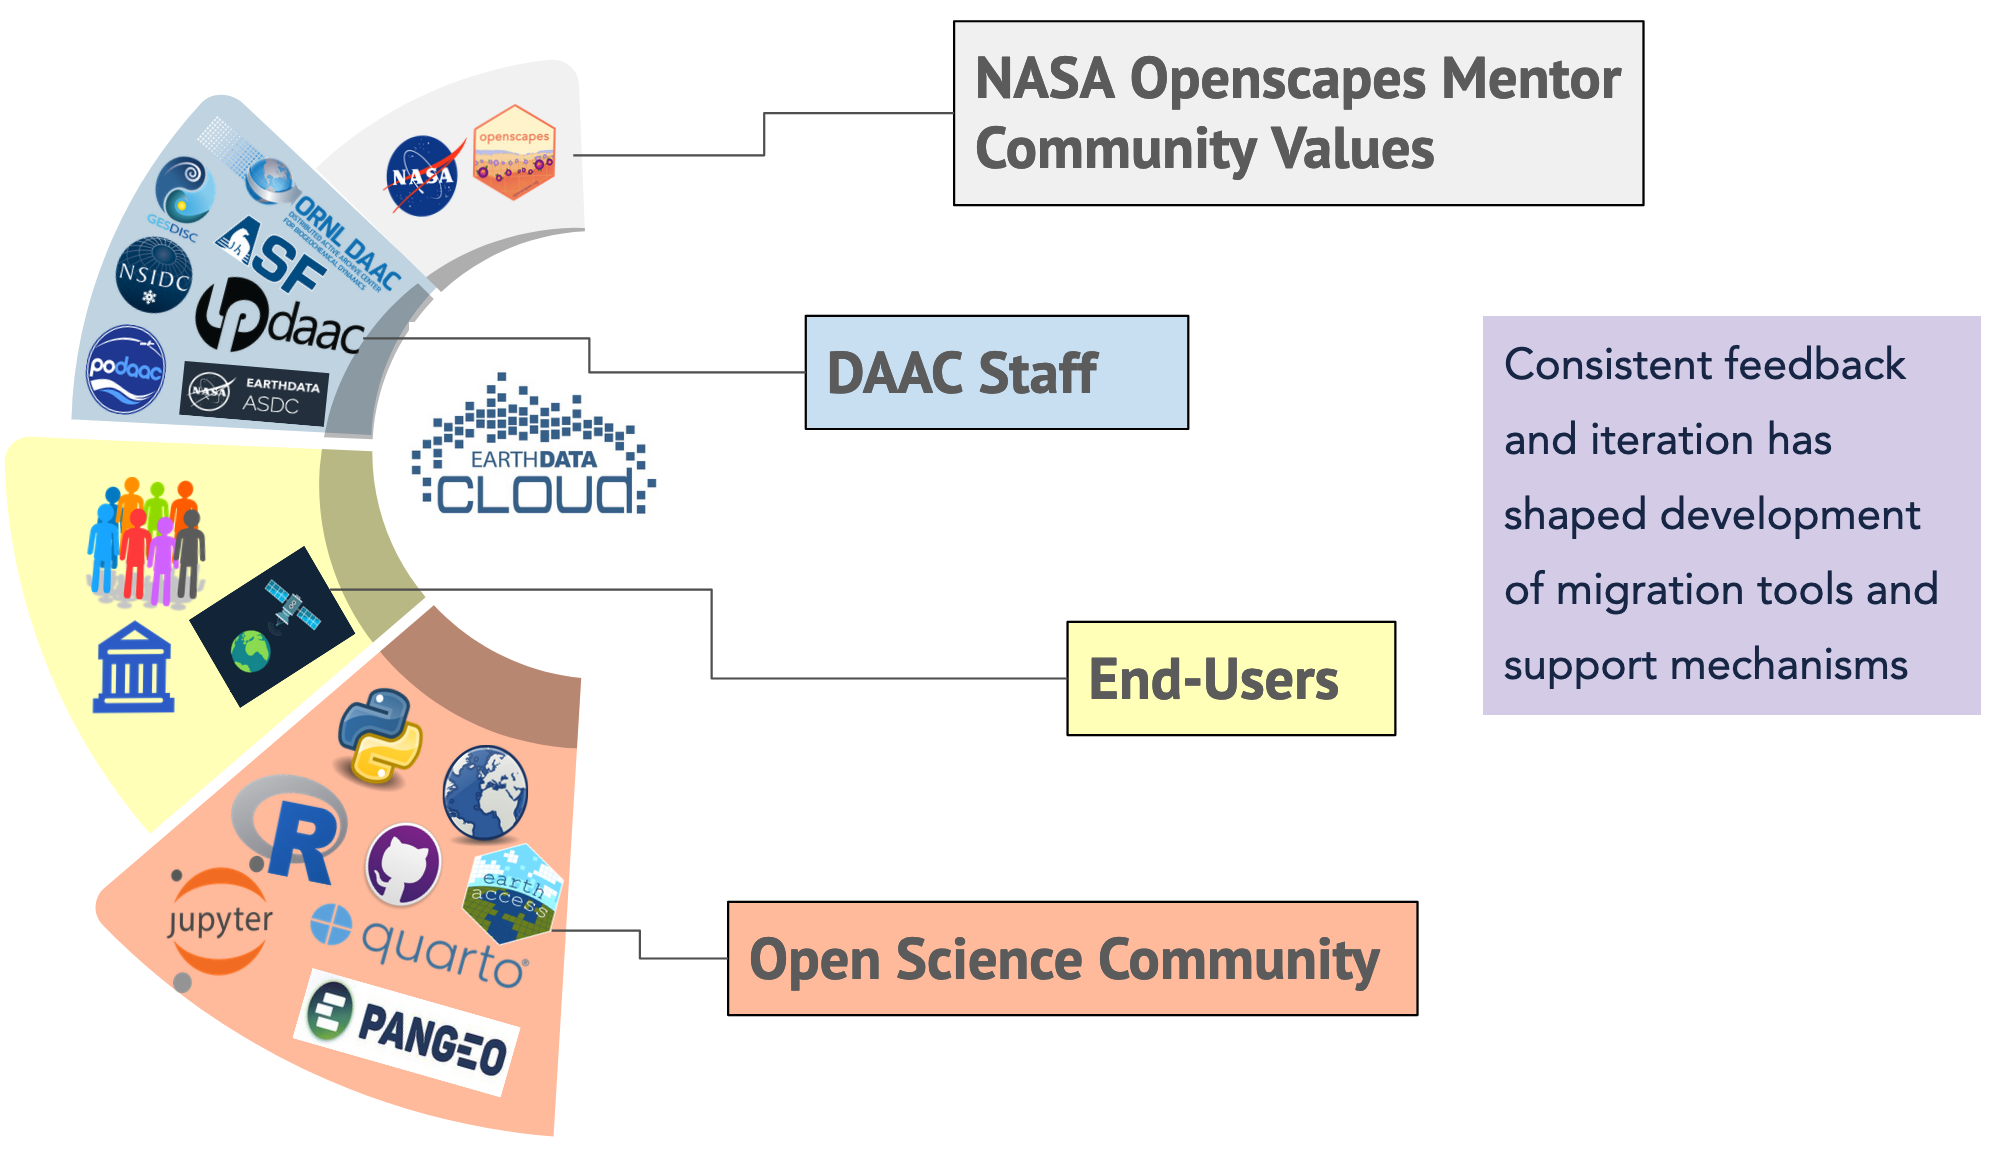 NASA Openscapes Mentor
Community Values
openscapes
NASA
GESDISC
ORNL DAAC
DISTRIBUTED ACTIVE ARCHIVE CENTER
FOR BIOGEOCHEMICAL DYNAMICS
ASF
NSIDC
lpdaac
podaac
NASA
EARTHDATA
ASDC
DAAC Staff
EARTHDATA
CLOUD
Consistent feedback
and iteration has
shaped development
of migration tools and
support mechanisms
End-Users
R
earth
access
jupyter
quarto®
PANGEO
Open Science Community